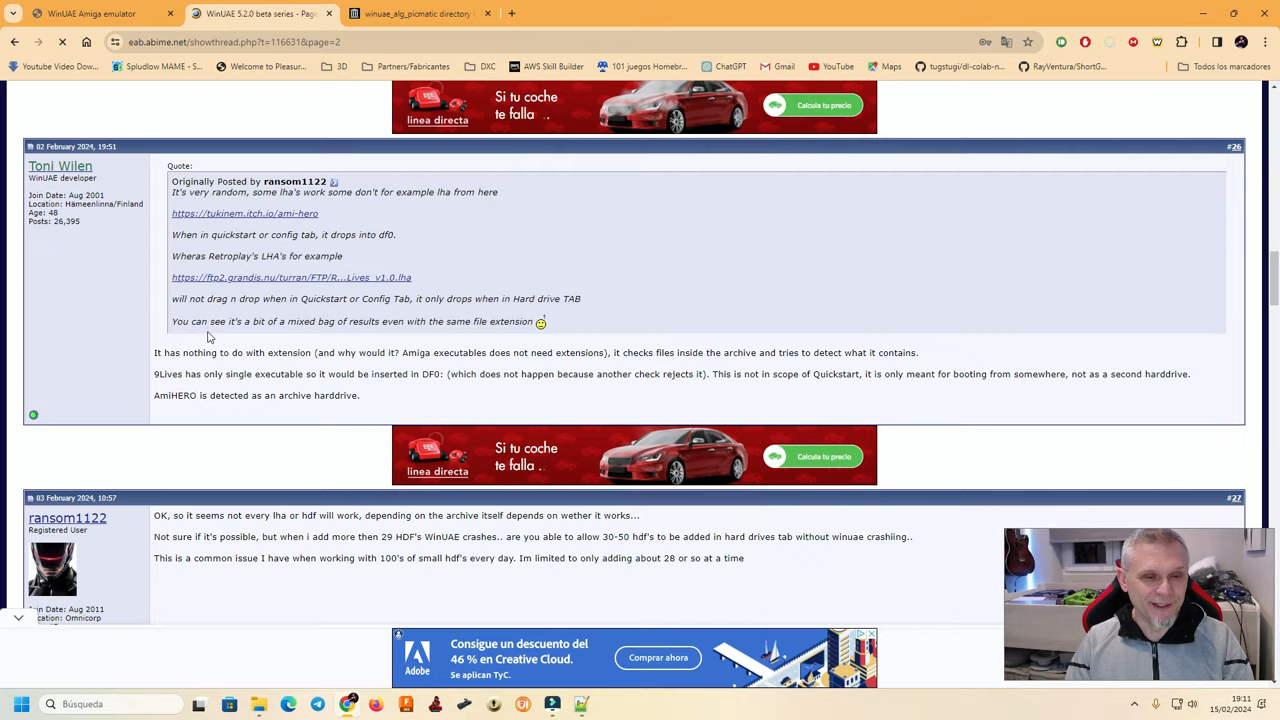 WinUAE Amiga emulator
WinUAE 5.2.0 beta series - Page
winuae_alg_picmatic directory l
eab.abime.net/showthread.php?t=116631&page=2
Youtube Video Dow...
Spludlow MAME - S...
Welcome to Pleasur...
3D
Partners/Fabricantes
DXC
AWS Skill Builder
101 juegos Homebr...
ChatGPT
Gmail
YouTube
Maps
tugstugi/dl-colab-n...
RayVentura/ShortG...
Todos los marcadores
linea directa
Si tu coche
te falla ..
Calcula tu precio
02 February 2024, 19:51
#26
Toni Wilen
WinUAE developer
Join Date: Aug 2001
Location: Hämeenlinna/Finland
Age: 48
Posts: 26,395
Quote:
Originally Posted by ransom1122
It's very random, some lha's work some don't for example lha from here
https://tukinem.itch.io/ami-hero
When in quickstart or config tab, it drops into df0.
Wheras Retroplay's LHA's for example
https://ftp2.grandis.nu/turran/FTP/R...Lives_v1.0.lha
will not drag n drop when in Quickstart or Config Tab, it only drops when in Hard drive TAB
You can see it's a bit of a mixed bag of results even with the same file extension
It has nothing to do with extension (and why would it? Amiga executables does not need extensions), it checks files inside the archive and tries to detect what it contains.
9Lives has only single executable so it would be inserted in DF0: (which does not happen because another check rejects it). This is not in scope of Quickstart, it is only meant for booting from somewhere, not as a second harddrive.
AmiHERO is detected as an archive harddrive.
linea directa
Si tu coche
te falla ..
Calcula tu precio
03 February 2024, 10:57
#27
ransom1122
Registered User
Join Date: Aug 2011
Location: Omnicorp
OK, so it seems not every lha or hdf will work, depending on the archive itself depends on wether it works...
Not sure if it's possible, but when i add more then 29 HDF's WinUAE crashes.. are you able to allow 30-50 hdf's to be added in hard drives tab without winuae crashiing..
This is a common issue I have when working with 100's of small hdf's every day. Im limited to only adding about 28 or so at a time
Adobe
Consigue un descuento del
46 % en Creative Cloud.
Se aplican TyC.
Comprar ahora
Búsqueda
19:11
15/02/2024